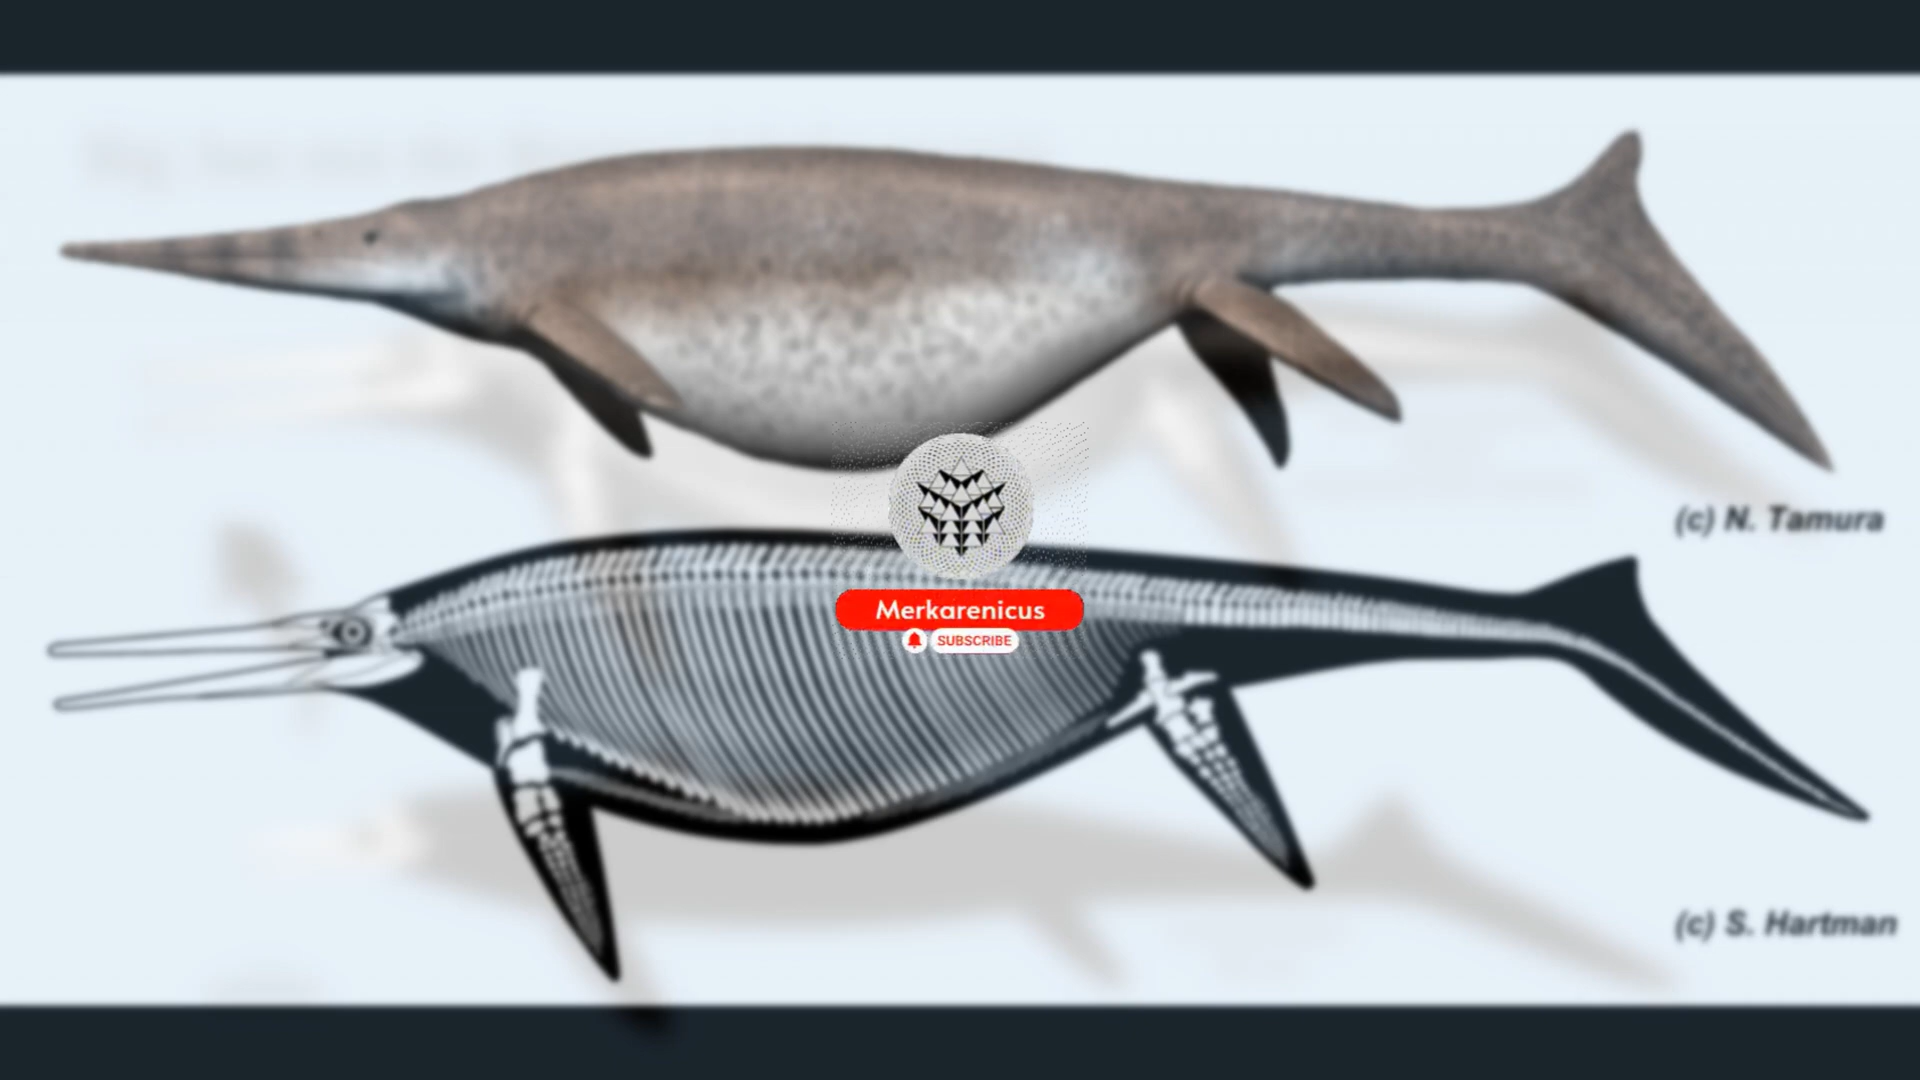 (c) N. Tamura
Merkarenicus
SUBSCRIBE
(c) S. Hartman